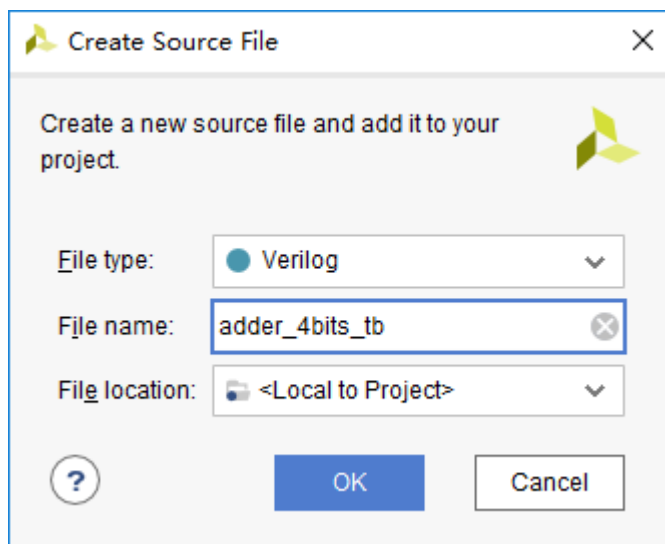 Create Source File
Create a new source file and add it to your
project.
File type: Verilog
File name: adder_4bits_tb
File location: <Local to Project>
? OK Cancel